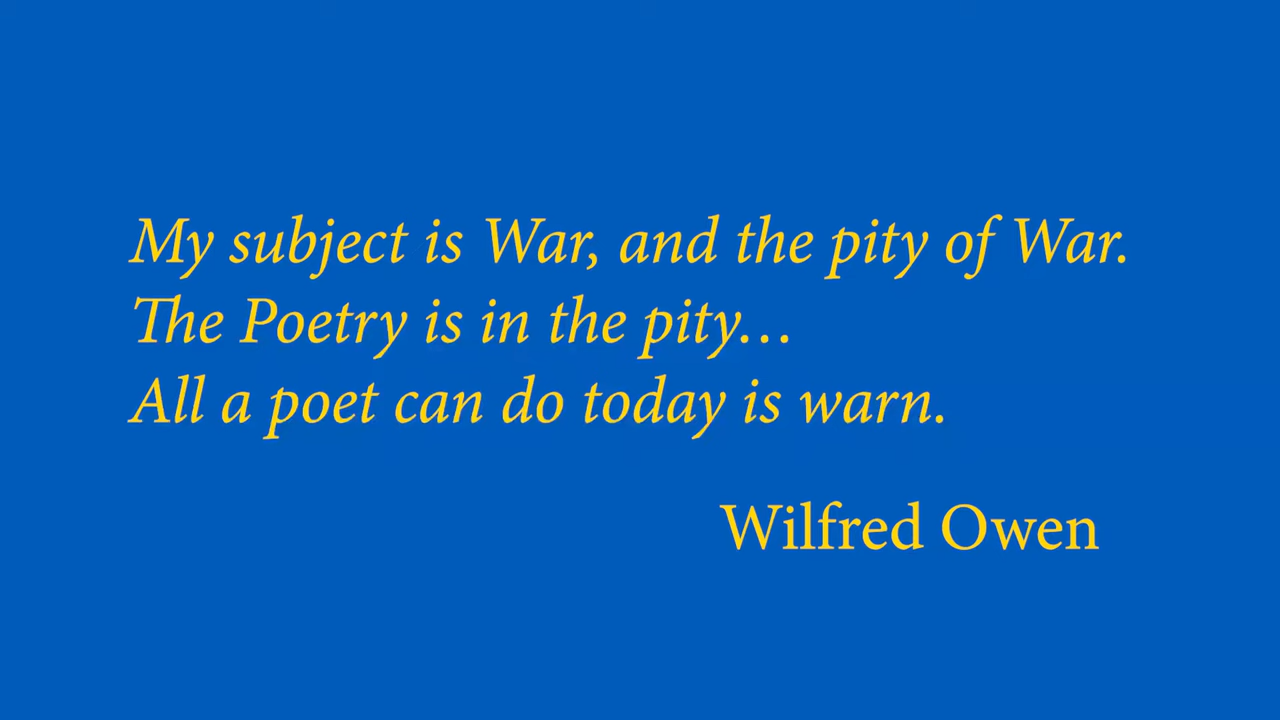 My subject is War, and the pity of War.
The Poetry is in the pity…
All a poet can do today is warn.
Wilfred Owen